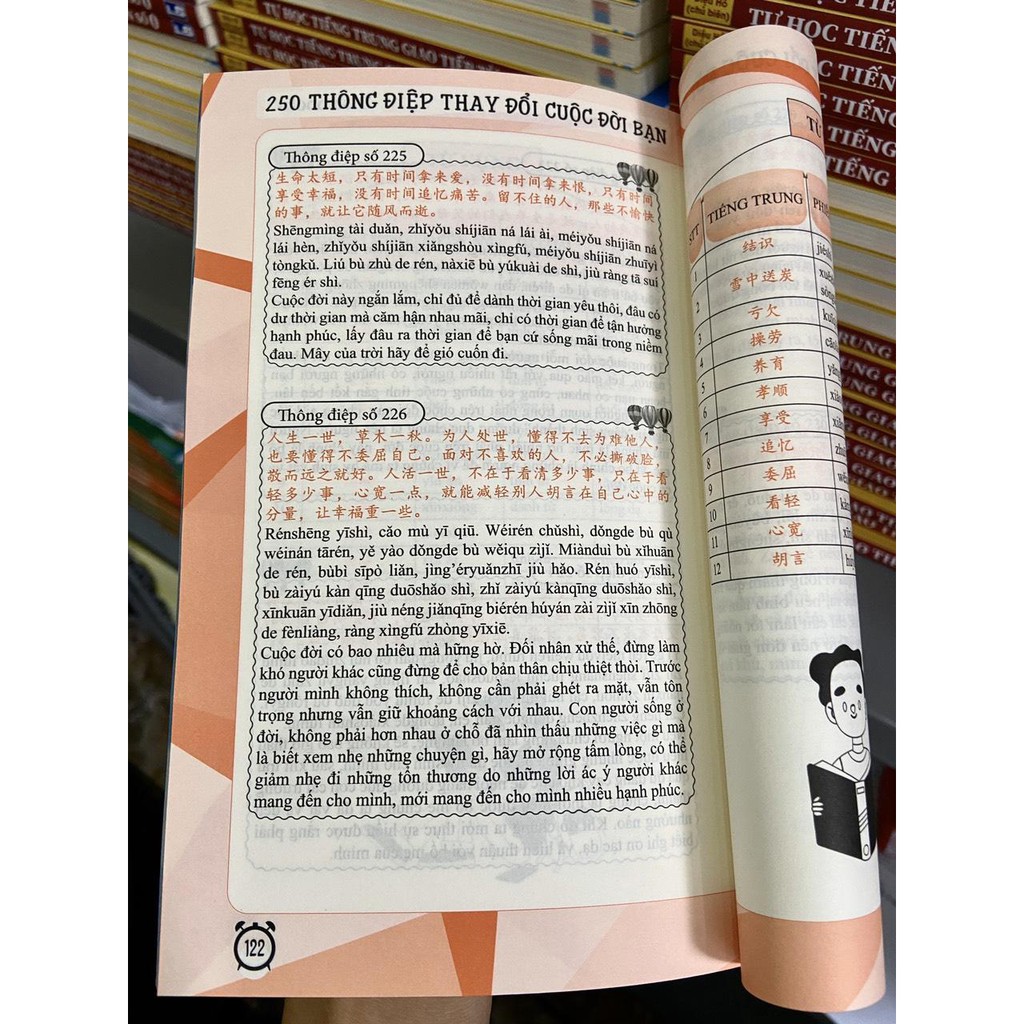 TỰ HỌC TIẾNG TRUNG GIAO TIẾP
TỰ HỌC TIẾNG TRUNG GIAO TIẾP
(chủ biên)
TỰ HỌC TIẾNG
TỰ HỌC TIẾNG
250 THÔNG ĐIỆP THAY ĐỔI CUỘC ĐỜI BẠN
Thông điệp số 225
生命太短，只有时间拿来爱，没有时间拿来恨，只有时间
享受幸福，没有时间追忆痛苦。留不住的人，那些不愉快
的事，就让它随风而逝。
Shēngmìng tài duǎn, zhǐyǒu shíjiān ná lái ài, méiyǒu shíjiān ná
lái hèn, zhǐyǒu shíjiān xiǎngshòu xìngfú, méiyǒu shíjiān zhuīyì
tòngkǔ. Liú bù zhù de rén, nàxiē bù yúkuài de shì, jiù ràng tā suí
fēng ér shì.
Cuộc đời này ngắn lắm, chỉ đủ để dành thời gian yêu thôi, đâu có
dư thời gian mà căm hận nhau mãi, chỉ có thời gian để tận hưởng
hạnh phúc, lấy đâu ra thời gian để bạn cứ sống mãi trong niềm
đau. Mây của trời hãy để gió cuốn đi.
Thông điệp số 226
人生一世，草木一秋。为人处世，懂得不去为难他人，
也要懂得不委屈自己。面对不喜欢的人，不必撕破脸，
敬而远之就好。人活一世，不在于看清多少事，只在于看
轻多少事，心宽一点，就能减轻别人胡言在自己心中的
分量，让幸福重一些。
Rénshēng yīshì, cǎo mù yī qiū. Wéirén chǔshì, dǒngde bù qù
wéinán tārén, yě yào dǒngde bù wěiqu zìjǐ. Miànduì bù xǐhuān
de rén, bùbì sīpò liǎn, jìng'éryuǎnzhī jiù hǎo. Rén huó yīshì,
bù zàiyú kàn qīng duōshǎo shì, zhǐ zàiyú kànqīng duōshǎo shì,
xīnkuān yīdiǎn, jiù néng jiǎnqīng biérén húyán zài zìjǐ xīn zhōng
de fènliàng, ràng xìngfú zhòng yīxiē.
Cuộc đời có bao nhiêu mà hững hờ. Đối nhân xử thế, đừng làm
khó người khác cũng đừng để cho bản thân chịu thiệt thòi. Trước
người mình không thích, không cần phải ghét ra mặt, vẫn tôn
trọng nhưng vẫn giữ khoảng cách với nhau. Con người sống ở
đời, không phải hơn nhau ở chỗ đã nhìn thấu những việc gì mà
là biết xem nhẹ những chuyện gì, hãy mở rộng tấm lòng, có thể
giảm nhẹ đi những tổn thương do những lời ác ý người khác
mang đến cho mình, mới mang đến cho mình nhiều hạnh phúc.
122
STT TIẾNG TRUNG
1 结识
2 雪中送炭
3 亏欠
4 操劳
5 养育
6 孝顺
7 享受
8 追忆
9 委屈
10 看轻
11 心宽
12 胡言